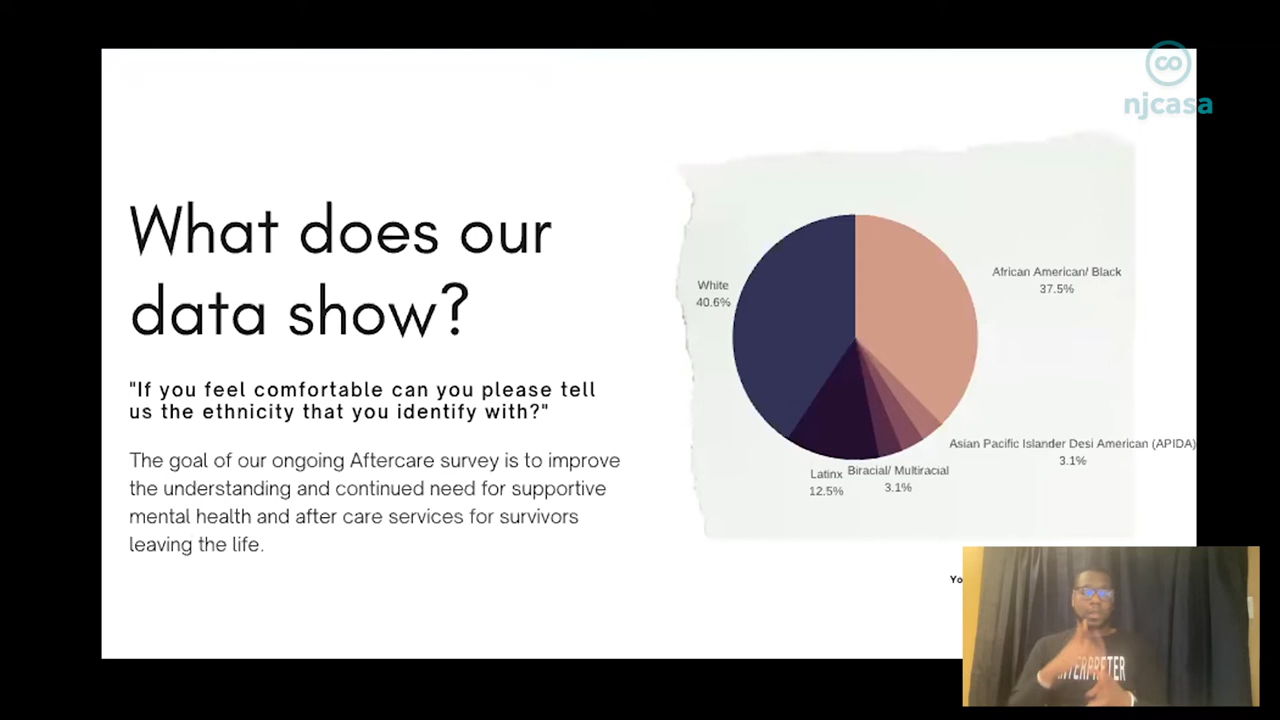 njcasa
What does our
data show?
"If you feel comfortable can you please tell
us the ethnicity that you identify with?"
The goal of our ongoing Aftercare survey is to improve
the understanding and continued need for supportive
mental health and after care services for survivors
leaving the life.
White
40.6%
African American/ Black
37.5%
Asian Pacific Islander Desi American (APIDA)
3.1%
Biracial/ Multiracial
3.1%
Latinx
12.5%
INTERPRETER